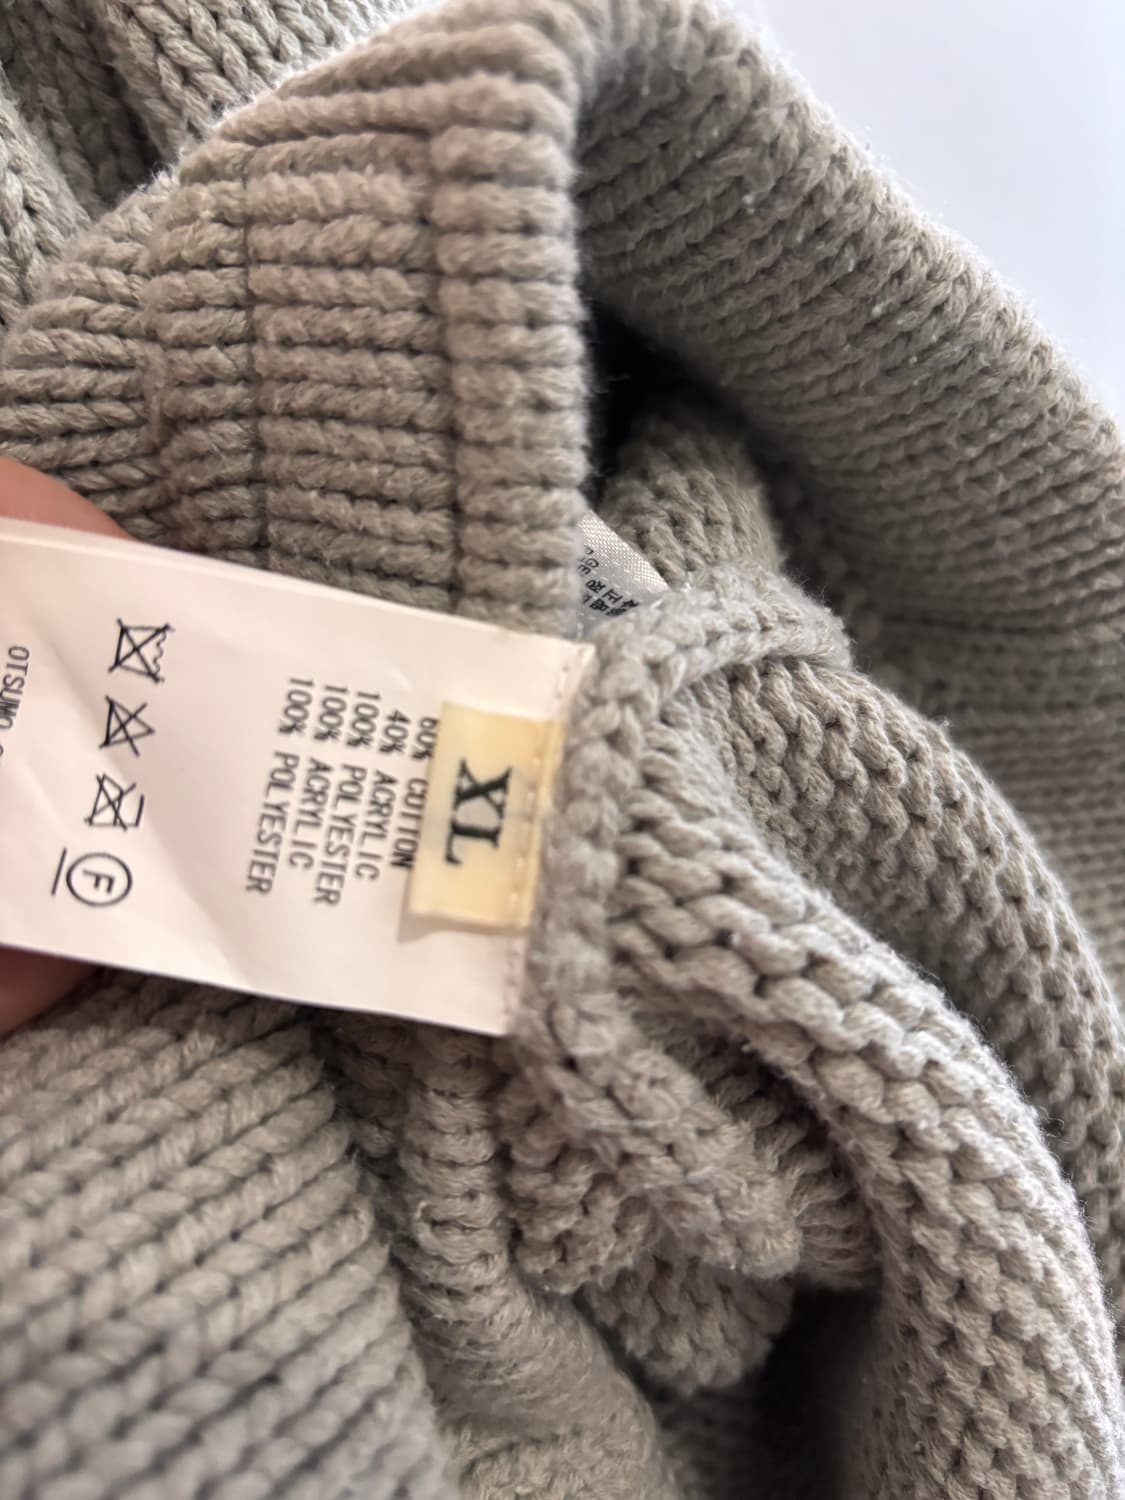 XL
60% COTTON
40% ACRYLIC
100% POLYESTER
100% ACRYLIC
100% POLYESTER
F